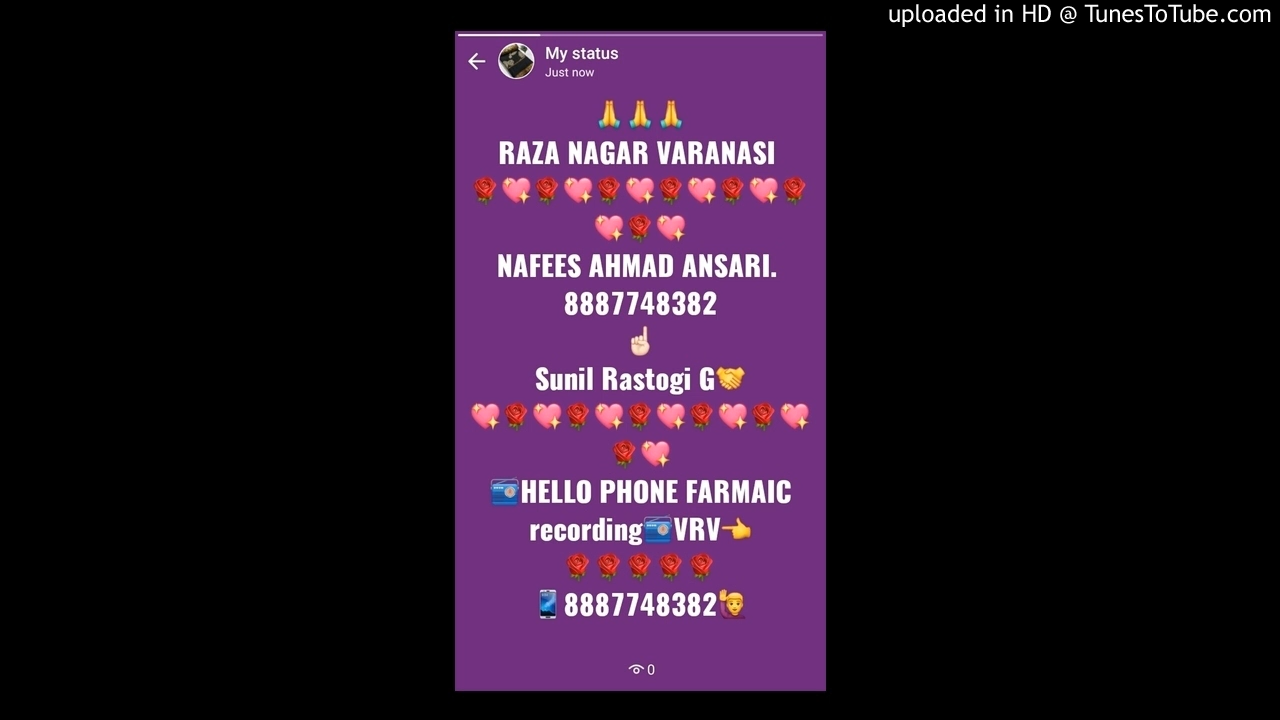 uploaded in HD @ TunesToTube.com
My status
Just now
🙏🙏🙏
RAZA NAGAR VARANASI
🌹💖🌹💖🌹💖🌹💖🌹💖🌹
💖🌹💖
NAFEES AHMAD ANSARI.
8887748382
☝🏻
Sunil Rastogi G🤝
💖🌹💖🌹💖🌹💖🌹💖🌹💖
🌹💖
📻HELLO PHONE FARMAIC
recording📻VRV👈
🌹🌹🌹🌹🌹
📱8887748382🙋
0